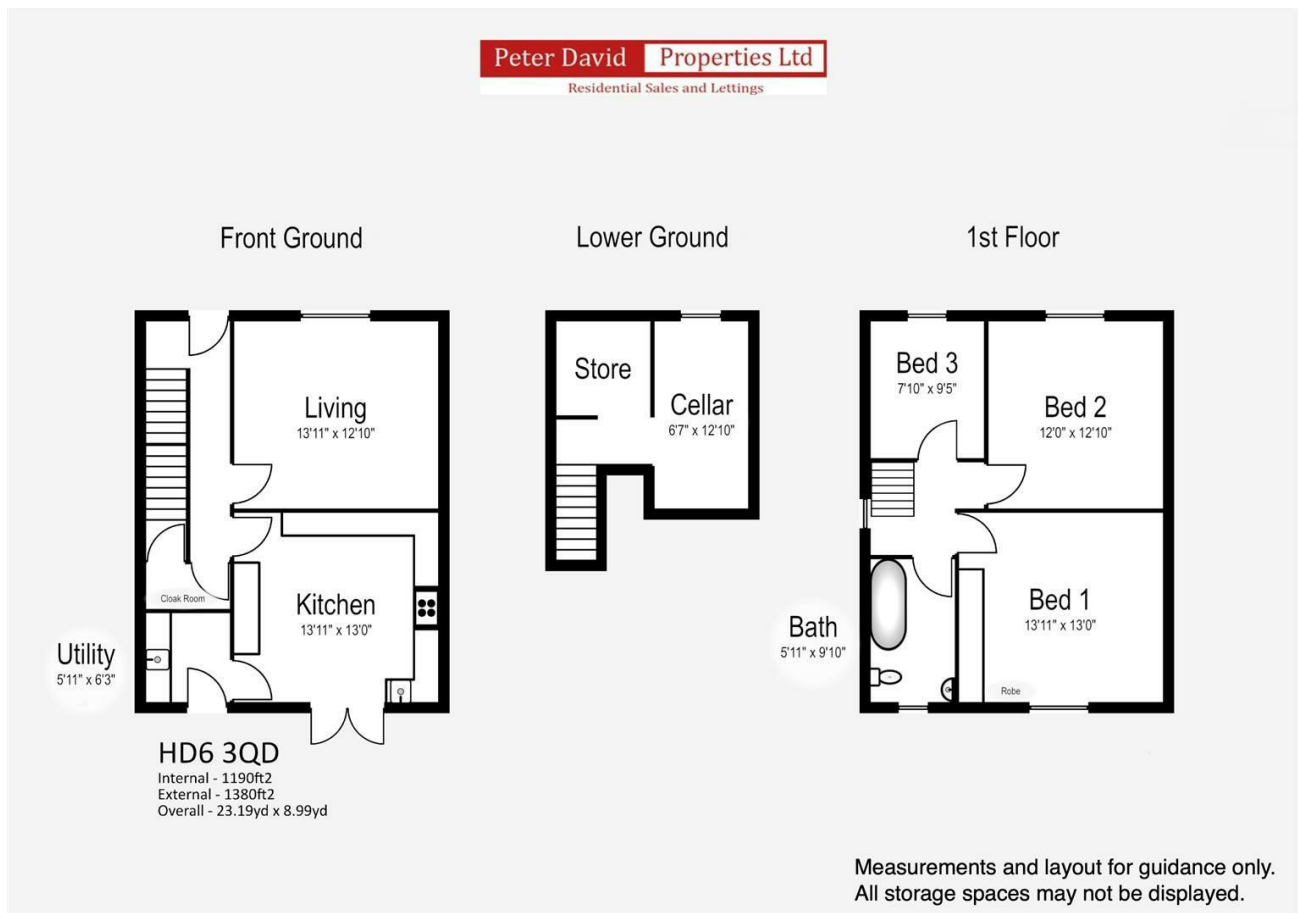 Peter David Properties Ltd
Residential Sales and Lettings
Front Ground
Lower Ground
1st Floor
Living
13'11" x 12'10"
Cloak Room
Kitchen
13'11" x 13'0"
Utility
5'11" x 6'3"
HD6 3QD
Internal - 1190ft2
External - 1380ft2
Overall - 23.19yd x 8.99yd
Store
Cellar
6'7" x 12'10"
Bed 3
7'10" x 9'5"
Bed 2
12'0" x 12'10"
Bed 1
13'11" x 13'0"
Bath
5'11" x 9'10"
Robe
Measurements and layout for guidance only.
All storage spaces may not be displayed.